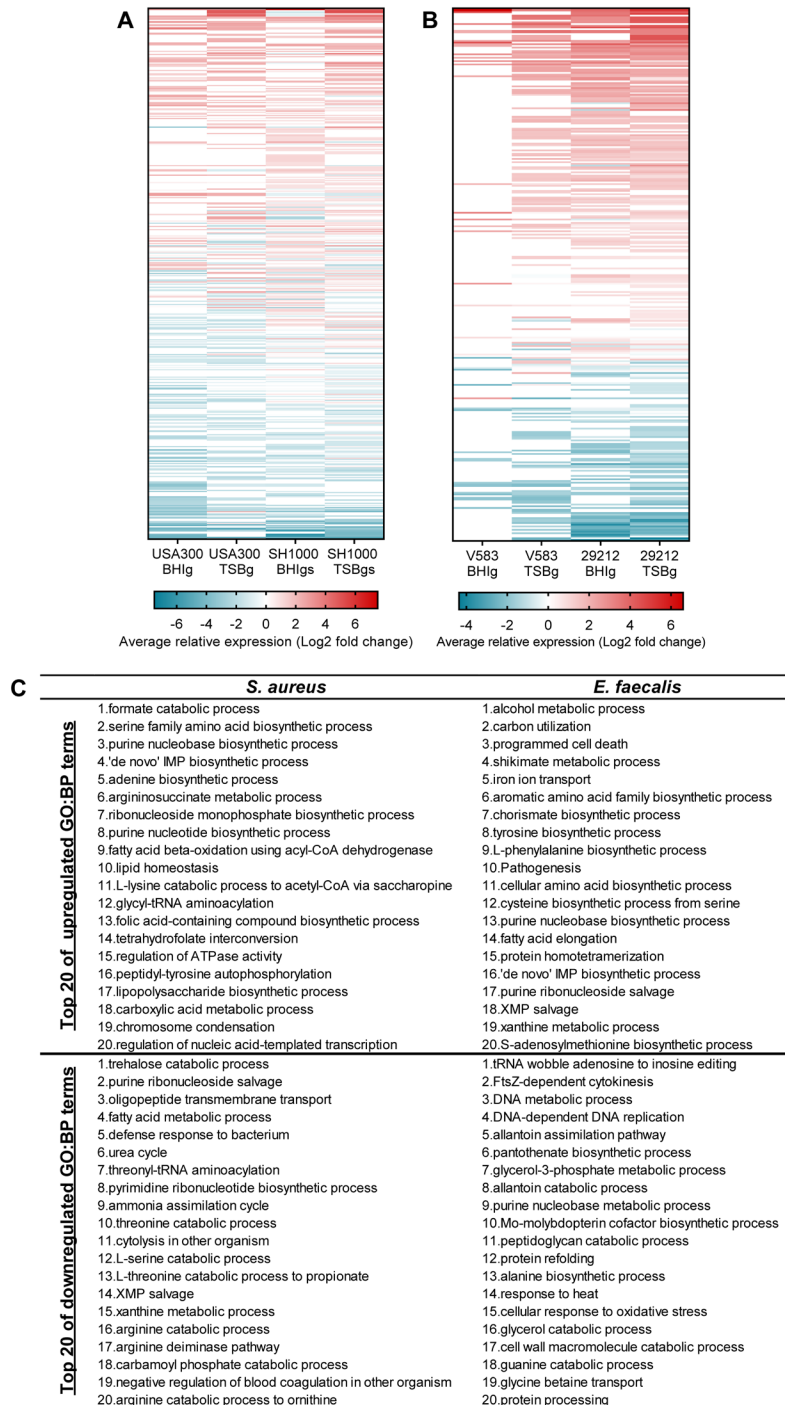 A
B
USA300 USA300 SH1000 SH1000
BHIg TSBg BHIgs TSBgs
V583 V583 29212 29212
BHIg TSBg BHIg TSBg
-6 -4 -2 0 2 4 6
Average relative expression (Log2 fold change)
-4 -2 0 2 4 6
Average relative expression (Log2 fold change)
C
S. aureus
E. faecalis
Top 20 of upregulated GO:BP terms
1.formate catabolic process
2.serine family amino acid biosynthetic process
3.purine nucleobase biosynthetic process
4.'de novo' IMP biosynthetic process
5.adenine biosynthetic process
6.argininosuccinate metabolic process
7.ribonucleoside monophosphate biosynthetic process
8.purine nucleotide biosynthetic process
9.fatty acid beta-oxidation using acyl-CoA dehydrogenase
10.lipid homeostasis
11.L-lysine catabolic process to acetyl-CoA via saccharopine
12.glycyl-tRNA aminoacylation
13.folic acid-containing compound biosynthetic process
14.tetrahydrofolate interconversion
15.regulation of ATPase activity
16.peptidyl-tyrosine autophosphorylation
17.lipopolysaccharide biosynthetic process
18.carboxylic acid metabolic process
19.chromosome condensation
20.regulation of nucleic acid-templated transcription
1.alcohol metabolic process
2.carbon utilization
3.programmed cell death
4.shikimate metabolic process
5.iron ion transport
6.aromatic amino acid family biosynthetic process
7.chorismate biosynthetic process
8.tyrosine biosynthetic process
9.L-phenylalanine biosynthetic process
10.Pathogenesis
11.cellular amino acid biosynthetic process
12.cysteine biosynthetic process from serine
13.purine nucleobase biosynthetic process
14.fatty acid elongation
15.protein homotetramerization
16.'de novo' IMP biosynthetic process
17.purine ribonucleoside salvage
18.XMP salvage
19.xanthine metabolic process
20.S-adenosylmethionine biosynthetic process
Top 20 of downregulated GO:BP terms
1.trehalose catabolic process
2.purine ribonucleoside salvage
3.oligopeptide transmembrane transport
4.fatty acid metabolic process
5.defense response to bacterium
6.urea cycle
7.threonyl-tRNA aminoacylation
8.pyrimidine ribonucleotide biosynthetic process
9.ammonia assimilation cycle
10.threonine catabolic process
11.cytolysis in other organism
12.L-serine catabolic process
13.L-threonine catabolic process to propionate
14.XMP salvage
15.xanthine metabolic process
16.arginine catabolic process
17.arginine deiminase pathway
18.carbamoyl phosphate catabolic process
19.negative regulation of blood coagulation in other organism
20.arginine catabolic process to ornithine
1.tRNA wobble adenosine to inosine editing
2.FtsZ-dependent cytokinesis
3.DNA metabolic process
4.DNA-dependent DNA replication
5.allantoin assimilation pathway
6.pantothenate biosynthetic process
7.glycerol-3-phosphate metabolic process
8.allantoin catabolic process
9.purine nucleobase metabolic process
10.Mo-molybdopterin cofactor biosynthetic process
11.peptidoglycan catabolic process
12.protein refolding
13.alanine biosynthetic process
14.response to heat
15.cellular response to oxidative stress
16.glycerol catabolic process
17.cell wall macromolecule catabolic process
18.guanine catabolic process
19.glycine betaine transport
20.protein processing